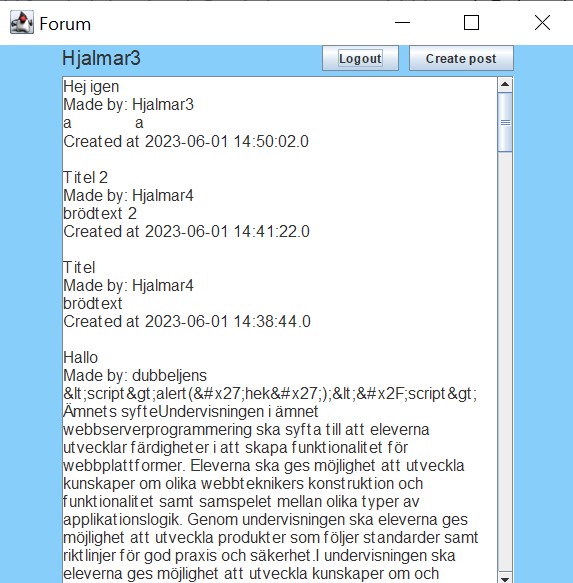 Forum
Hjalmar3
Logout
Create post
Hej igen
Made by: Hjalmar3
a a
Created at 2023-06-01 14:50:02.0
Titel 2
Made by: Hjalmar4
brödtext 2
Created at 2023-06-01 14:41:22.0
Titel
Made by: Hjalmar4
brödtext
Created at 2023-06-01 14:38:44.0
Hallo
Made by: dubbeljens
&lt;script&gt;alert(&#x27;hek&#x27;);&lt;&#x2F;script&gt;
Ämnets syfteUndervisningen i ämnet
webbserverprogrammering ska syfta till att eleverna
utvecklar färdigheter i att skapa funktionalitet för
webbplattformer. Eleverna ska ges möjlighet att utveckla
kunskaper om olika webbteknikers konstruktion och
funktionalitet samt samspelet mellan olika typer av
applikationslogik. Genom undervisningen ska eleverna ges
möjlighet att utveckla produkter som följer standarder samt
riktlinjer för god praxis och säkerhet.I undervisningen ska
eleverna ges möjlighet att utveckla kunskaper om och